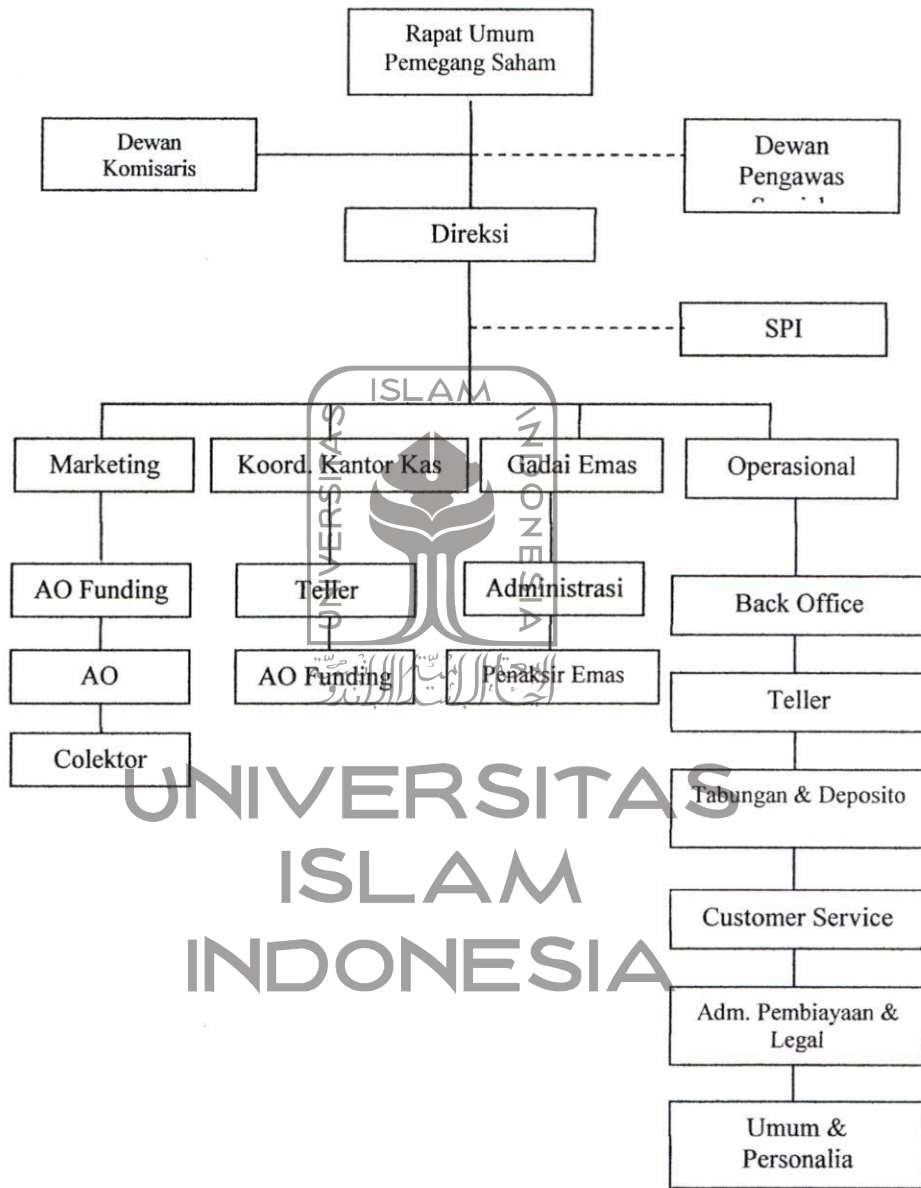 Rapat Umum
Pemegang Saham
Dewan
Komisaris
Dewan
Pengawas
Direksi
SPI
Marketing
Koord. Kantor Kas
Gadai Emas
Operasional
AO Funding
Teller
Administrasi
Back Office
AO
AO Funding
Penaksir Emas
Teller
Colektor
Tabungan & Deposito
Customer Service
Adm. Pembiayaan &
Legal
Umum &
Personalia
UNIVERSITAS
ISLAM
INDONESIA
UNIVERSITAS
ISLAM
INDONESIA